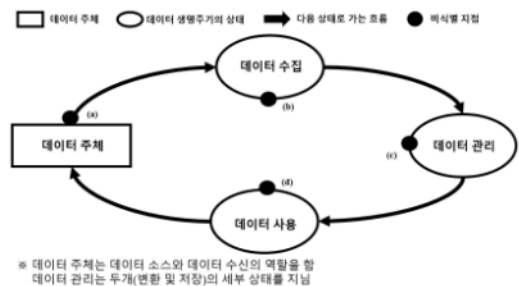 데이터 주체 데이터 생명주기의 상태 다음 상태로 가는 흐름 비식별 지점
데이터 수집
(a)
(b)
데이터 주체
데이터 관리
(c)
(d)
데이터 사용
※ 데이터 주체는 데이터 소스와 데이터 수신의 역할을 함
데이터 관리는 두개(변환 및 저장)의 세부 상태를 지님